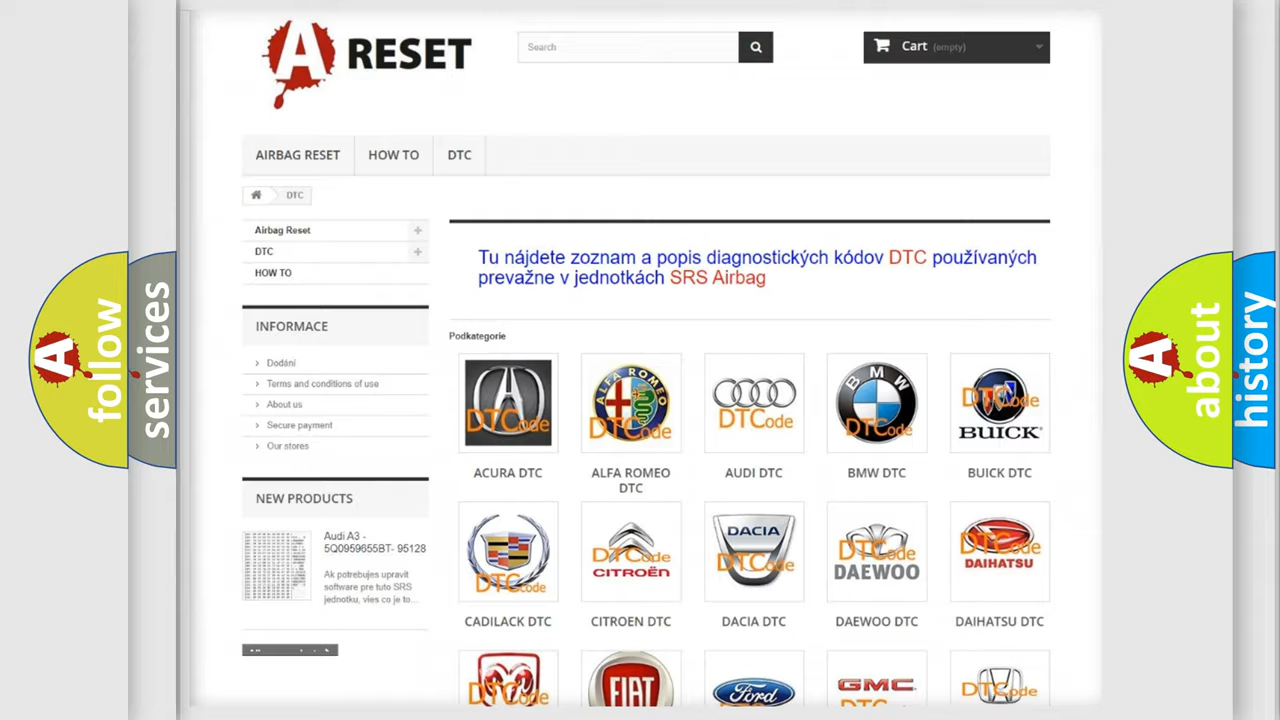 A RESET
Search
Cart (empty)
AIRBAG RESET
HOW TO
DTC
DTC
Airbag Reset
DTC
HOW TO
INFORMACE
Dodání
Terms and conditions of use
About us
Secure payment
Our stores
NEW PRODUCTS
Audi A3 -
5Q0959655BT- 95128
Ak potrebujes upravit
software pre tuto SRS
jednotku, vies co je to...
Tu nájdete zoznam a popis diagnostických kódov DTC používaných
prevažne v jednotkách SRS Airbag
Podkategorie
DTCode
ALFA ROMEO
DTCode
DTCode
BMW
DTCode
DTCode
BUICK
ACURA DTC
ALFA ROMEO
DTC
AUDI DTC
BMW DTC
BUICK DTC
DTCode
DTCode
CITROËN
DACIA
DTCode
DTCode
DAEWOO
DTCode
DAIHATSU
CADILACK DTC
CITROEN DTC
DACIA DTC
DAEWOO DTC
DAIHATSU DTC
DTCode
FIAT
Ford
GMC
DTCode
A follow
services
A about
history